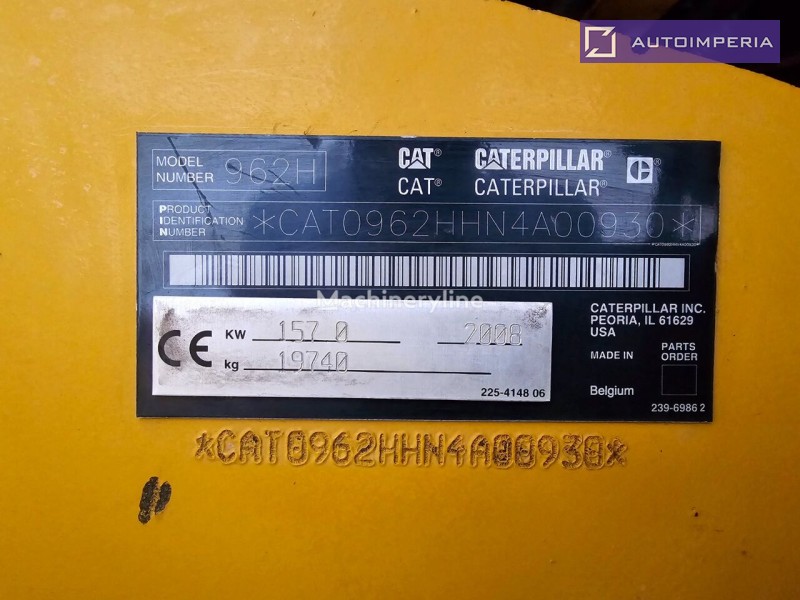 AUTOIMPERIA
MODEL NUMBER 962H
CAT® CATERPILLAR® C®
CAT® CATERPILLAR®
PRODUCT IDENTIFICATION NUMBER *CAT0962HHN4A00930*
*CAT0962HHN4A00930*
Machineryline
CE KW 157.0 2008
kg 19740
225-4148 06
CATERPILLAR INC.
PEORIA, IL 61629
USA
MADE IN
Belgium
PARTS ORDER
239-6986 2
*CAT0962HHN4A00930*